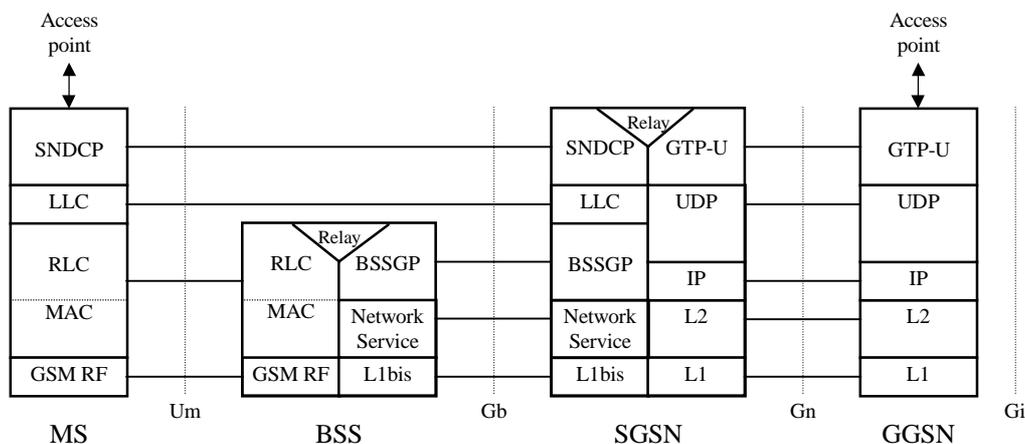 Access
point
Access
point
Relay
SNDCP
SNDCP
GTP-U
GTP-U
LLC
LLC
UDP
UDP
Relay
RLC
RLC
BSSGP
BSSGP
IP
IP
MAC
MAC
Network
Service
Network
Service
L2
L2
GSM RF
GSM RF
L1bis
L1bis
L1
L1
Um
Gb
Gn
Gi
MS
BSS
SGSN
GGSN